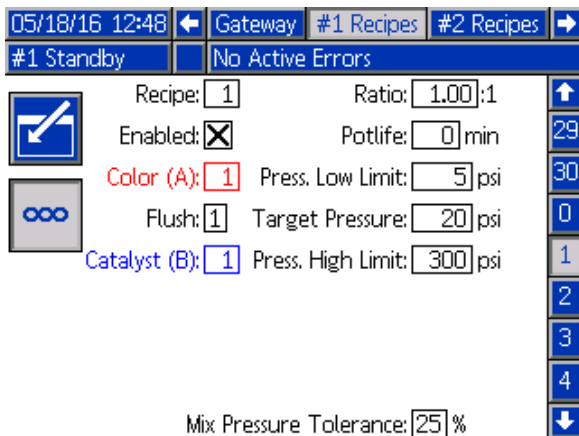 05/18/16 12:48 Gateway #1 Recipes #2 Recipes
#1 Standby No Active Errors
Recipe: 1 Ratio: 1.00:1
Enabled: X Potlife: 0 min
Color (A): 1 Press. Low Limit: 5 psi
Flush: 1 Target Pressure: 20 psi
Catalyst (B): 1 Press. High Limit: 300 psi
Mix Pressure Tolerance: 25 %
29
30
0
1
2
3
4